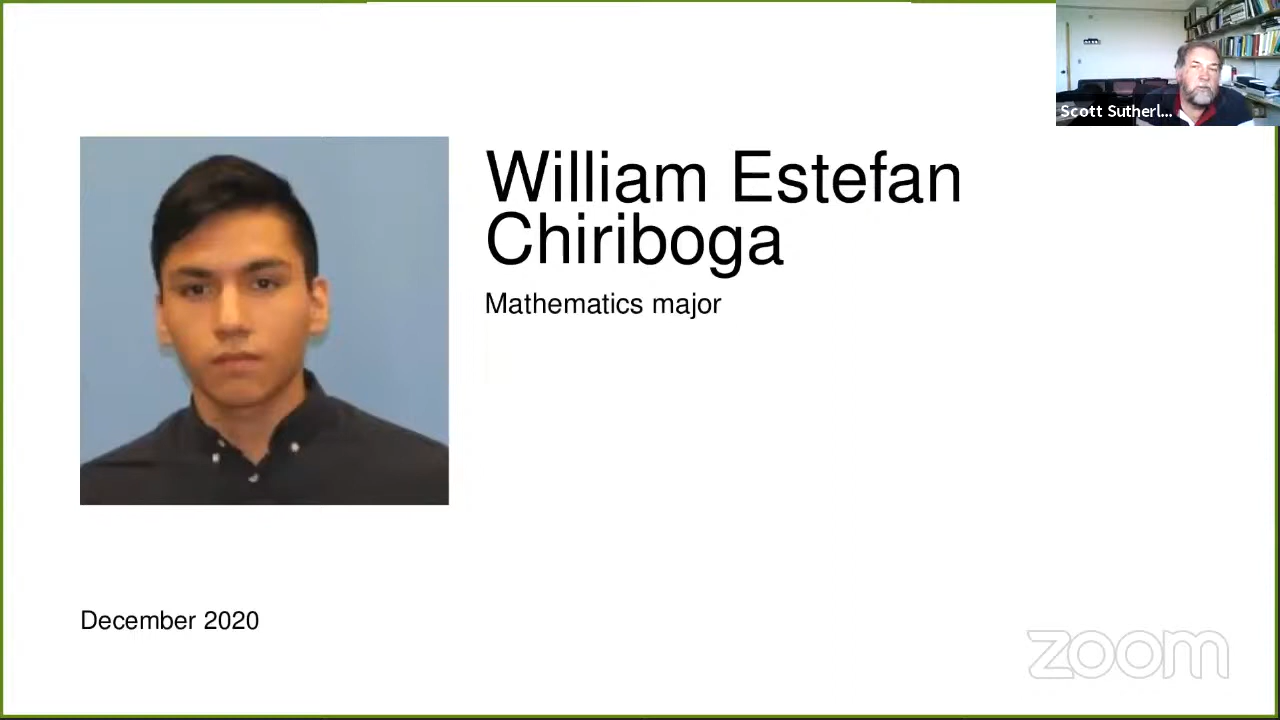 Scott Sutherl...
William Estefan
Chiriboga
Mathematics major
December 2020
zoom